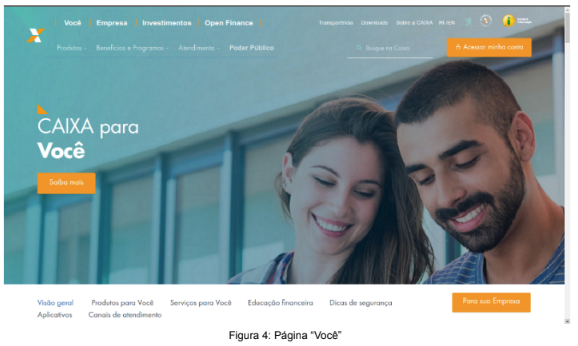 Você | Empresa | Investimentos | Open Finance |
Transparência Downloads Sobre a CAIXA
Produtos Benefícios e Programas Atendimento Poder Público
Busque na Caixa
Acessar minha conta
CAIXA para
Você
Saiba mais
Visão geral Produtos para Você Serviços para Você Educação financeira Dicas de segurança
Para sua Empresa
Aplicativos Canais de atendimento
Figura 4: Página "Você"